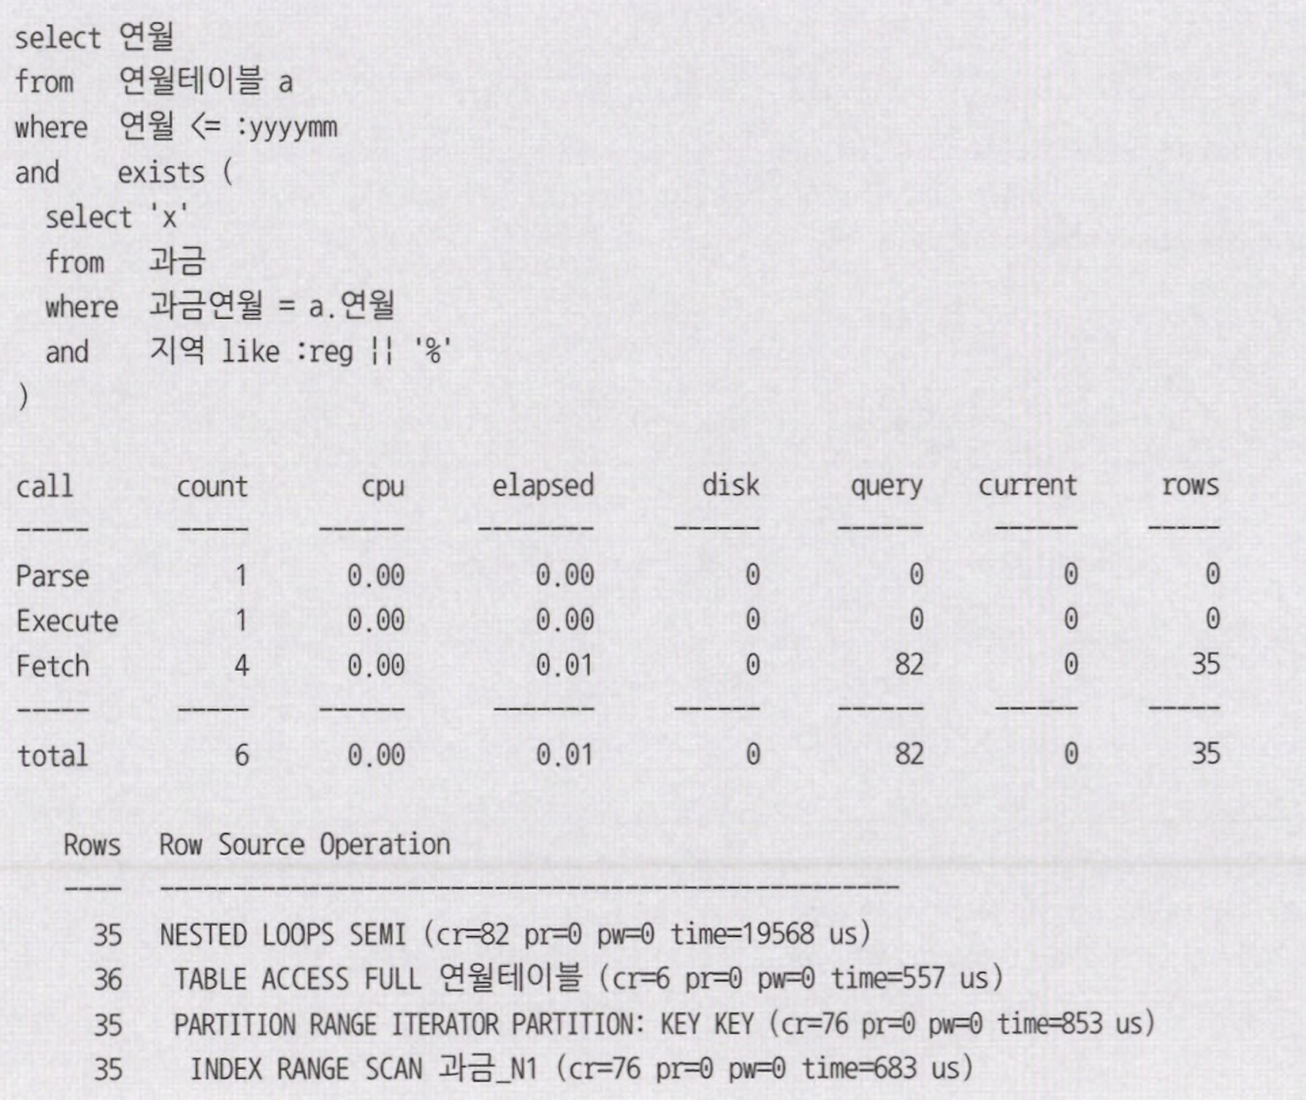 select 연월
from 연월테이블 a
where 연월 <= :yyyymm
and exists (
select 'x'
from 과금
where 과금연월 = a.연월
and 지역 like :reg || '%'
)
call count cpu elapsed disk query current rows
----- ----- ------ -------- ------ ------ ------ -----
Parse 1 0.00 0.00 0 0 0 0
Execute 1 0.00 0.00 0 0 0 0
Fetch 4 0.00 0.01 0 82 0 35
----- ----- ------ ------- ------ ------ ------ -----
total 6 0.00 0.01 0 82 0 35
Rows Row Source Operation
---- ---------------------------------------------------
35 NESTED LOOPS SEMI (cr=82 pr=0 pw=0 time=19568 us)
36 TABLE ACCESS FULL 연월테이블 (cr=6 pr=0 pw=0 time=557 us)
35 PARTITION RANGE ITERATOR PARTITION: KEY KEY (cr=76 pr=0 pw=0 time=853 us)
35 INDEX RANGE SCAN 과금_N1 (cr=76 pr=0 pw=0 time=683 us)